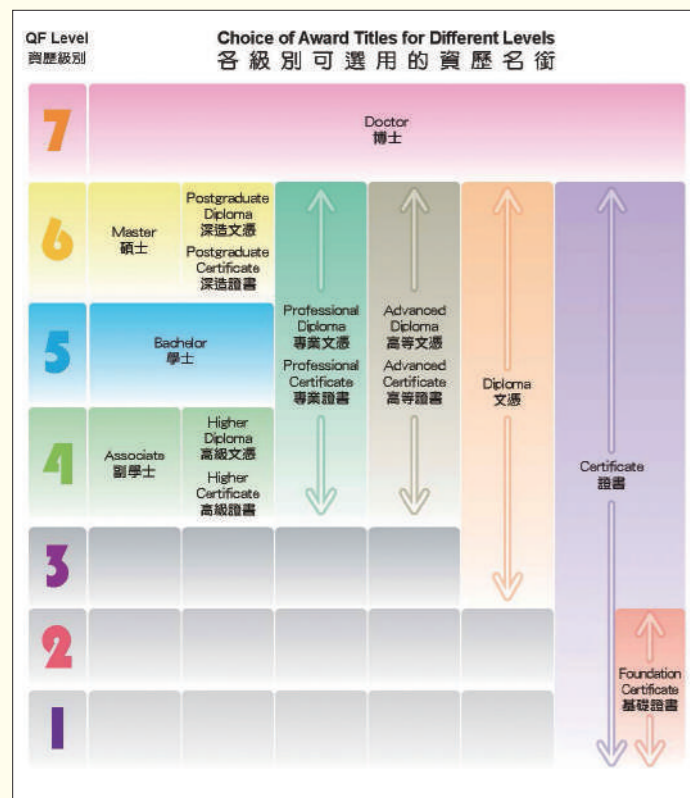 QF Level
資歷級別
Choice of Award Titles for Different Levels
各級別可選用的資歷名銜
7
Doctor
博士
6
Master
碩士
Postgraduate
Diploma
深造文憑
Postgraduate
Certificate
深造證書
5
Bachelor
學士
Professional
Diploma
專業文憑
Professional
Certificate
專業證書
Advanced
Diploma
高等文憑
Advanced
Certificate
高等證書
Diploma
文憑
4
Associate
副學士
Higher
Diploma
高級文憑
Higher
Certificate
高級證書
Certificate
證書
3
2
Foundation
Certificate
基礎證書
1